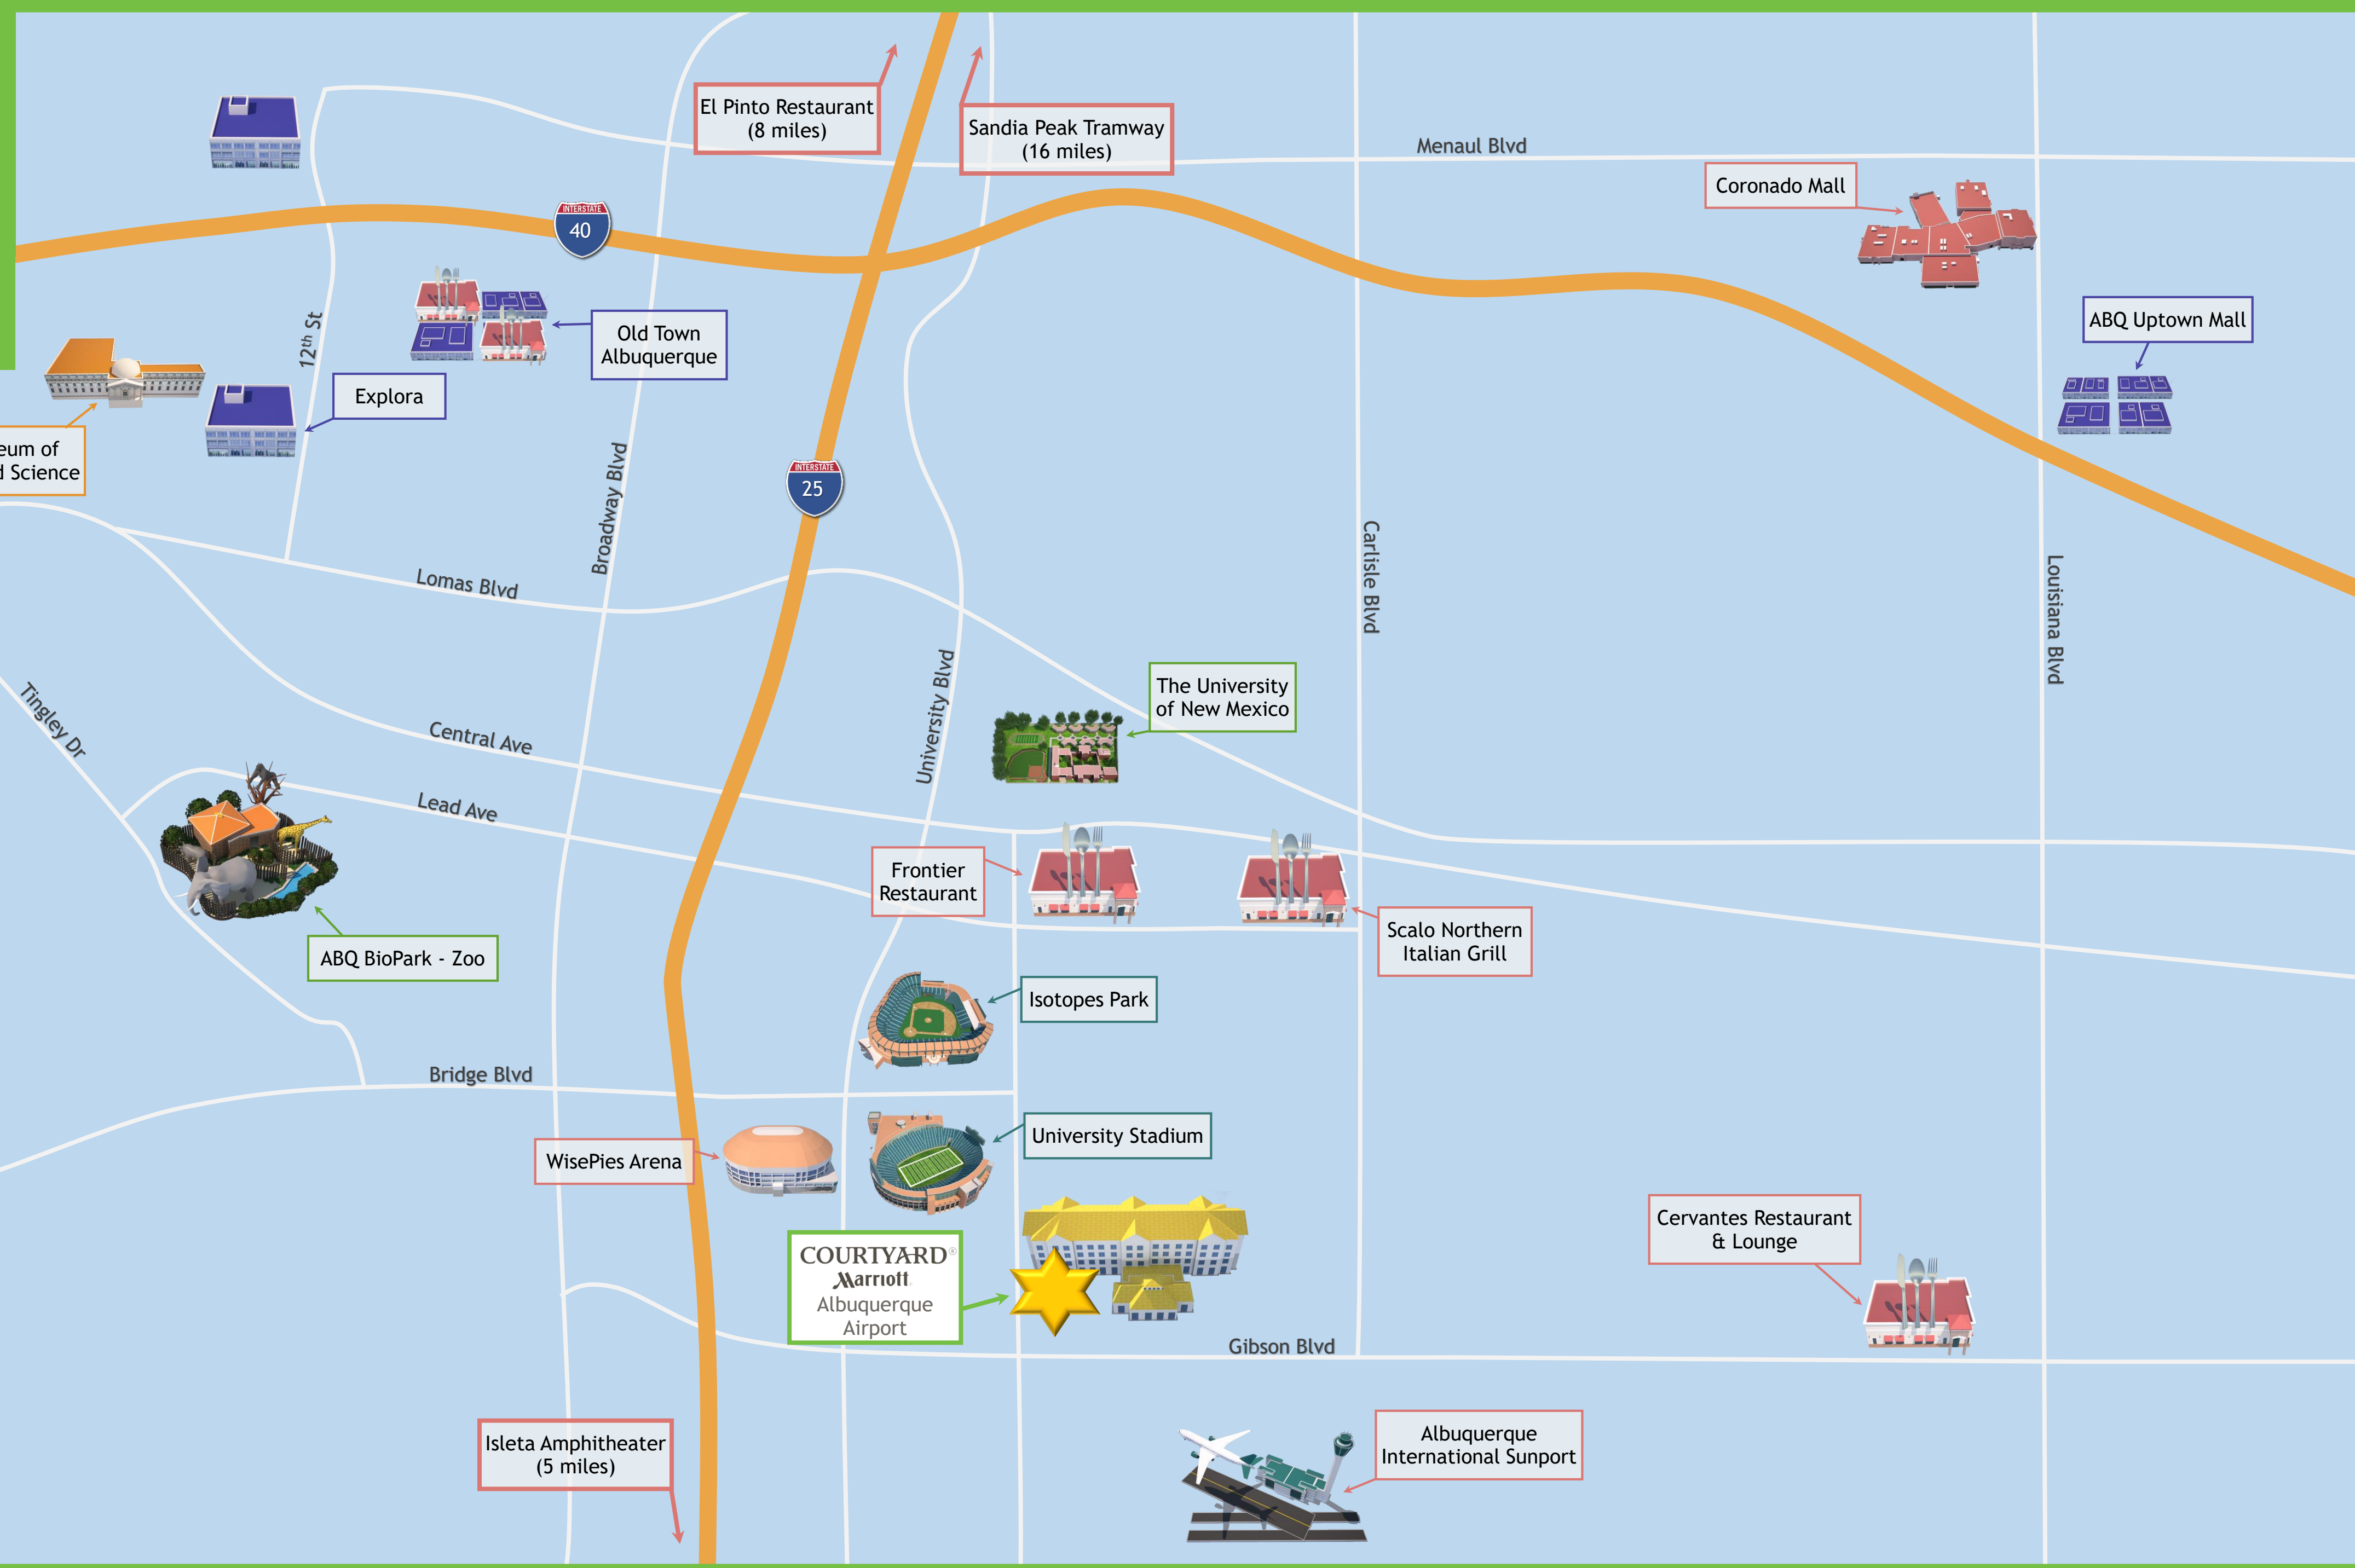 El Pinto Restaurant
(8 miles)
Sandia Peak Tramway
(16 miles)
Menaul Blvd
Coronado Mall
INTERSTATE
40
ABQ Uptown Mall
Old Town
Albuquerque
12th St
Explora
eum of
d Science
INTERSTATE
25
Broadway Blvd
Carlisle Blvd
Louisiana Blvd
Lomas Blvd
The University
of New Mexico
University Blvd
Tingley Dr
Central Ave
Lead Ave
Frontier
Restaurant
Scalo Northern
Italian Grill
ABQ BioPark - Zoo
Isotopes Park
Bridge Blvd
University Stadium
WisePies Arena
Cervantes Restaurant
& Lounge
COURTYARD®
Marriott
Albuquerque
Airport
Gibson Blvd
Isleta Amphitheater
(5 miles)
Albuquerque
International Sunport